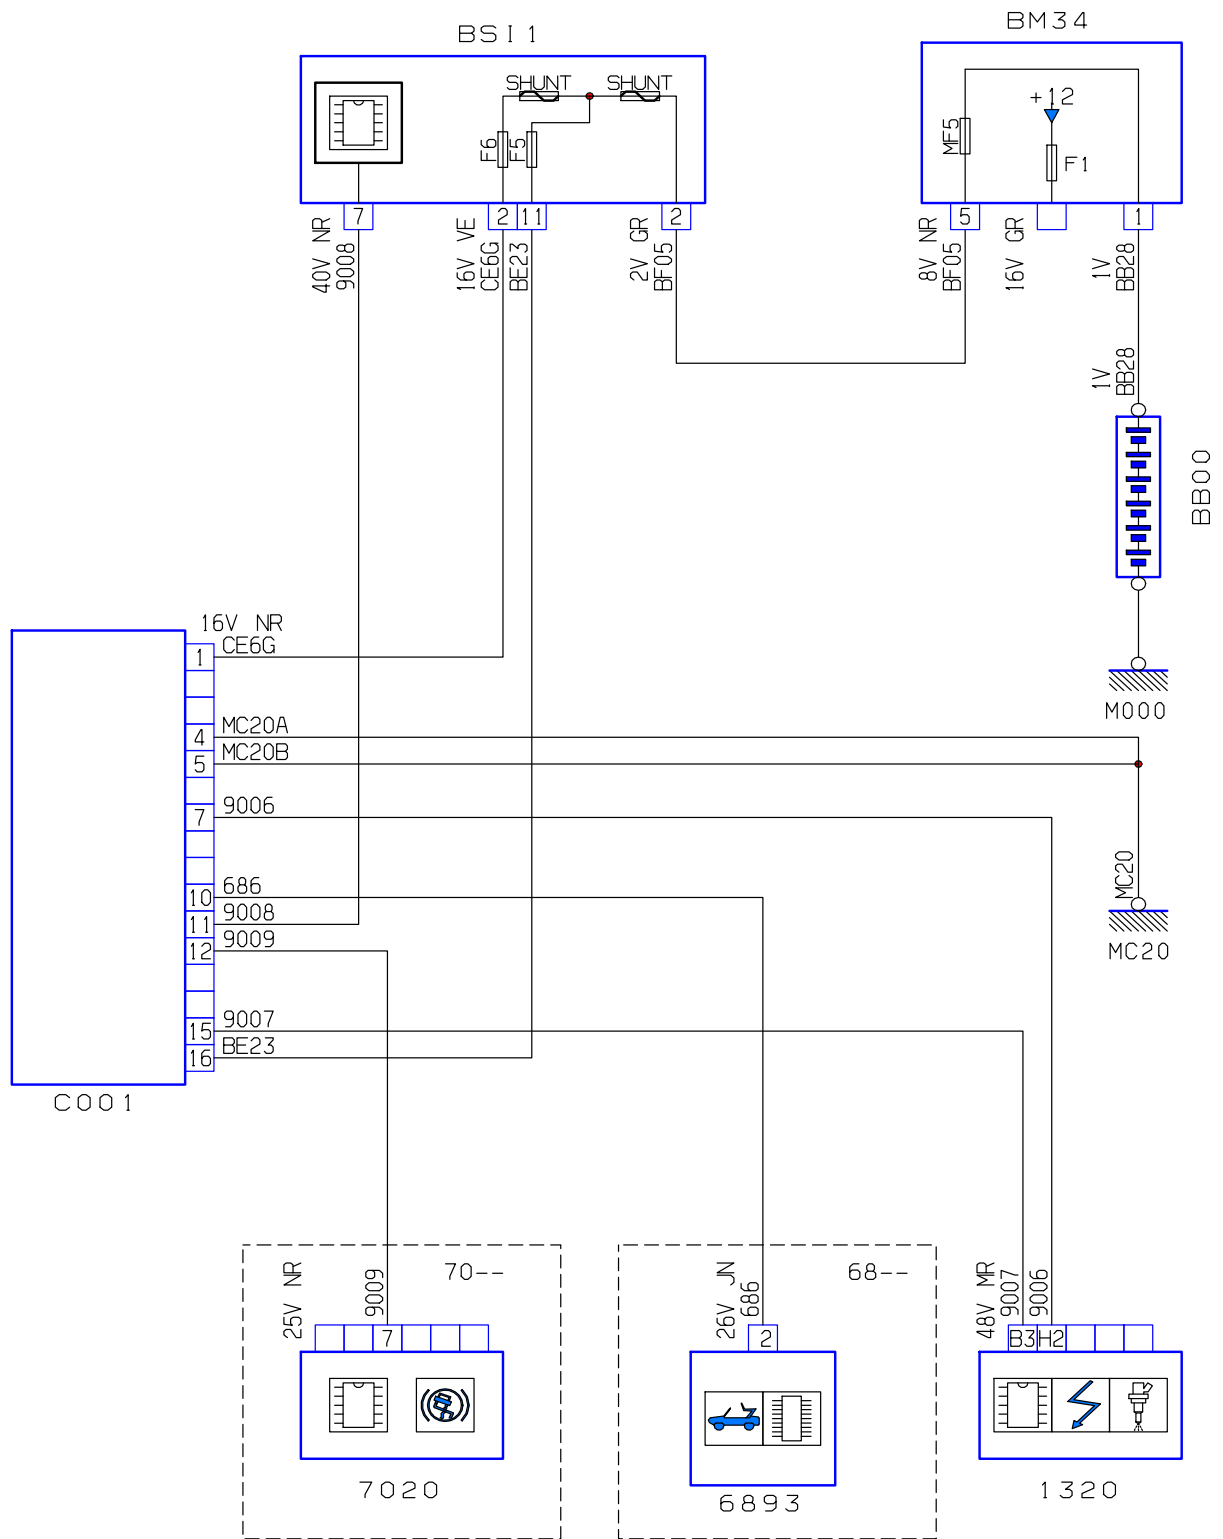 BSI1
BM34
SHUNT SHUNT
+12
F6 F5
MF5
F1
7 2 11 2
5 1
40V NR
9008
16V VE
CE6G
BE23
2V GR
BF05
8V NR
BF05
16V GR
1V
BB28
1V
BB28
BB00
M000
16V NR
1 CE6G
4 MC20A
5 MC20B
7 9006
10 686
11 9008
12 9009
15 9007
16 BE23
C001
MC20
MC20
70--
25V NR
9009
7
7020
68--
26V JN
686
2
6893
48V MR
9007
9006
B3 H2
1320